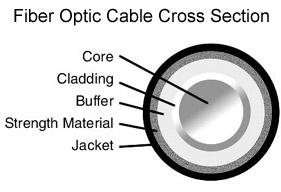 Fiber Optic Cable Cross Section
Core
Cladding
Buffer
Strength Material
Jacket